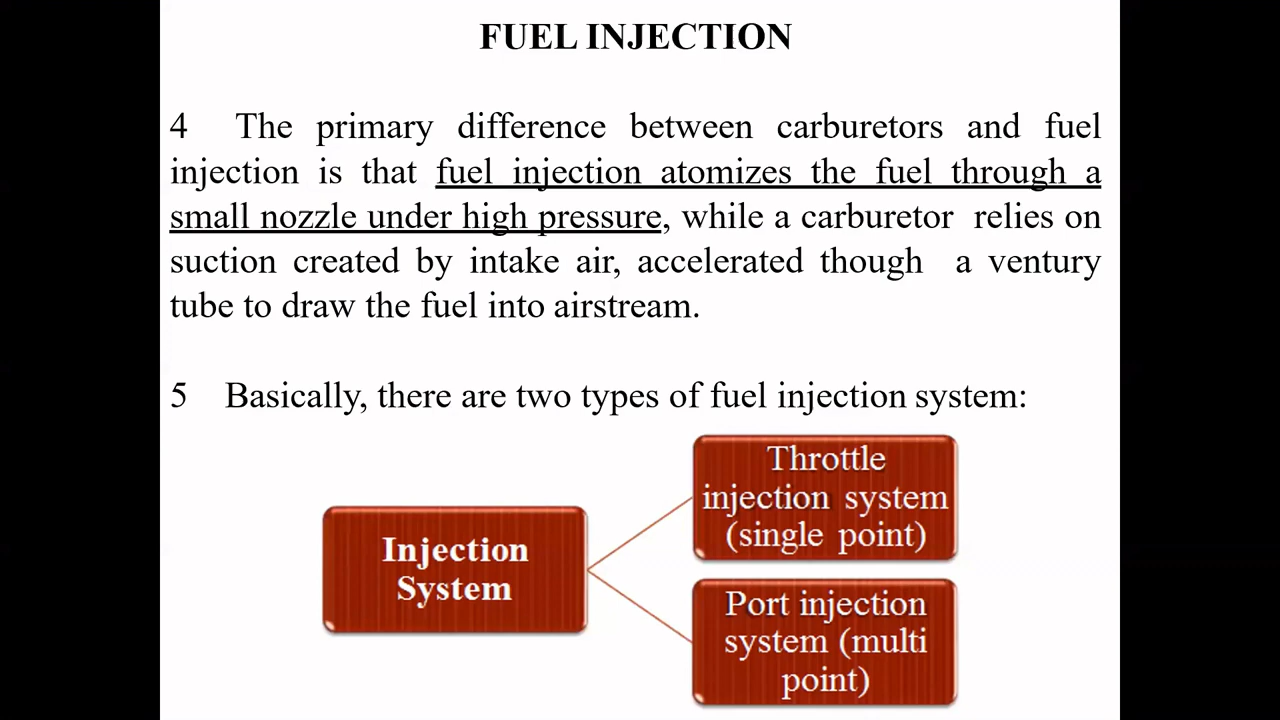 FUEL INJECTION
4 The primary difference between carburetors and fuel
injection is that fuel injection atomizes the fuel through a
small nozzle under high pressure, while a carburetor relies on
suction created by intake air, accelerated though a ventury
tube to draw the fuel into airstream.
5 Basically, there are two types of fuel injection system:
Injection
System
Throttle
injection system
(single point)
Port injection
system (multi
point)